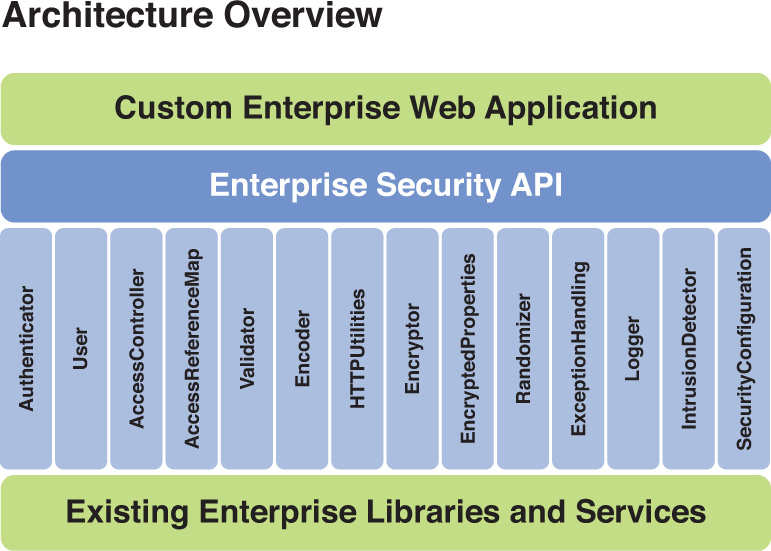 Architecture Overview
Custom Enterprise Web Application
Enterprise Security API
Authenticator
User
AccessController
AccessReferenceMap
Validator
Encoder
HTTPUtilities
Encryptor
EncryptedProperties
Randomizer
ExceptionHandling
Logger
IntrusionDetector
SecurityConfiguration
Existing Enterprise Libraries and Services